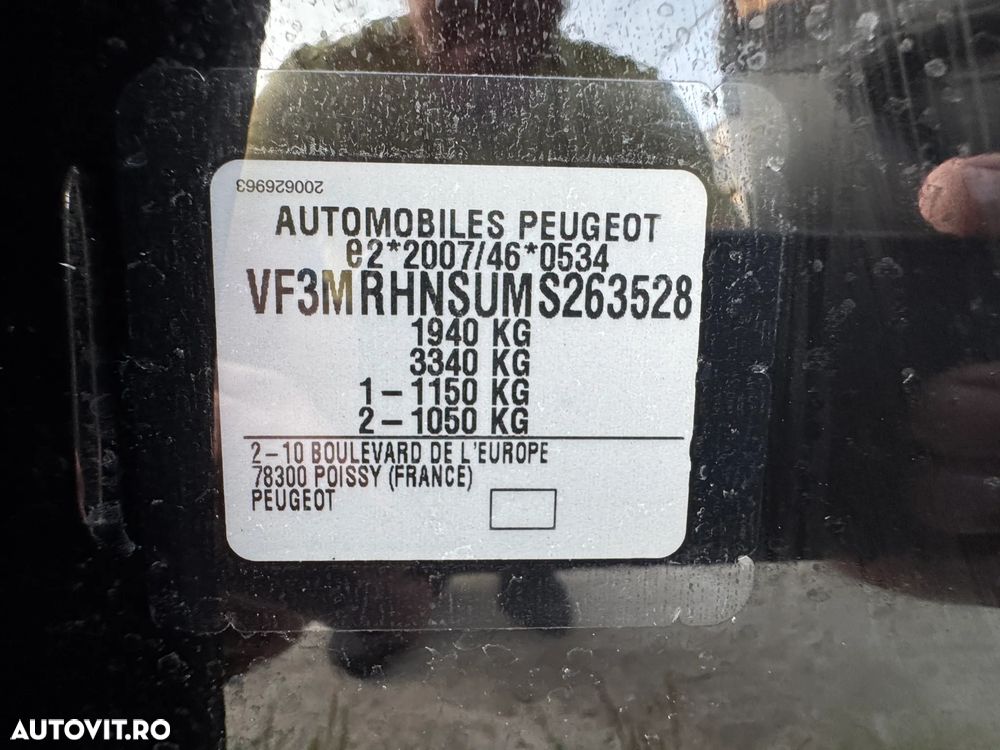 200626963
AUTOMOBILES PEUGEOT
e2*2007/46*0534
VF3MRHNSUMS263528
1940 KG
3340 KG
1-1150 KG
2-1050 KG
2-10 BOULEVARD DE L'EUROPE
78300 POISSY (FRANCE)
PEUGEOT
AUTOVIT.RO